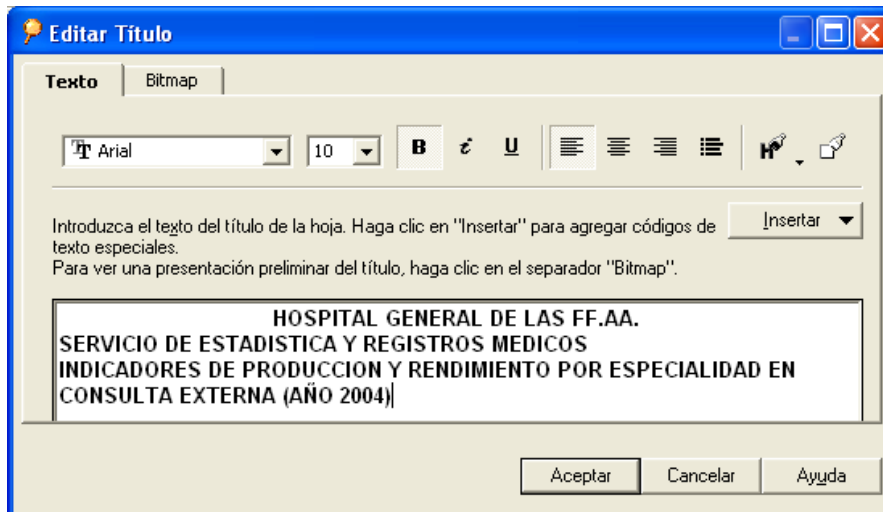 Editar Título
Texto Bitmap
Arial 10 B i U H
Introduzca el texto del título de la hoja. Haga clic en "Insertar" para agregar códigos de
texto especiales.
Para ver una presentación preliminar del título, haga clic en el separador "Bitmap".
Insertar
HOSPITAL GENERAL DE LAS FF.AA.
SERVICIO DE ESTADISTICA Y REGISTROS MEDICOS
INDICADORES DE PRODUCCION Y RENDIMIENTO POR ESPECIALIDAD EN
CONSULTA EXTERNA (AÑO 2004)
Aceptar Cancelar Ayuda